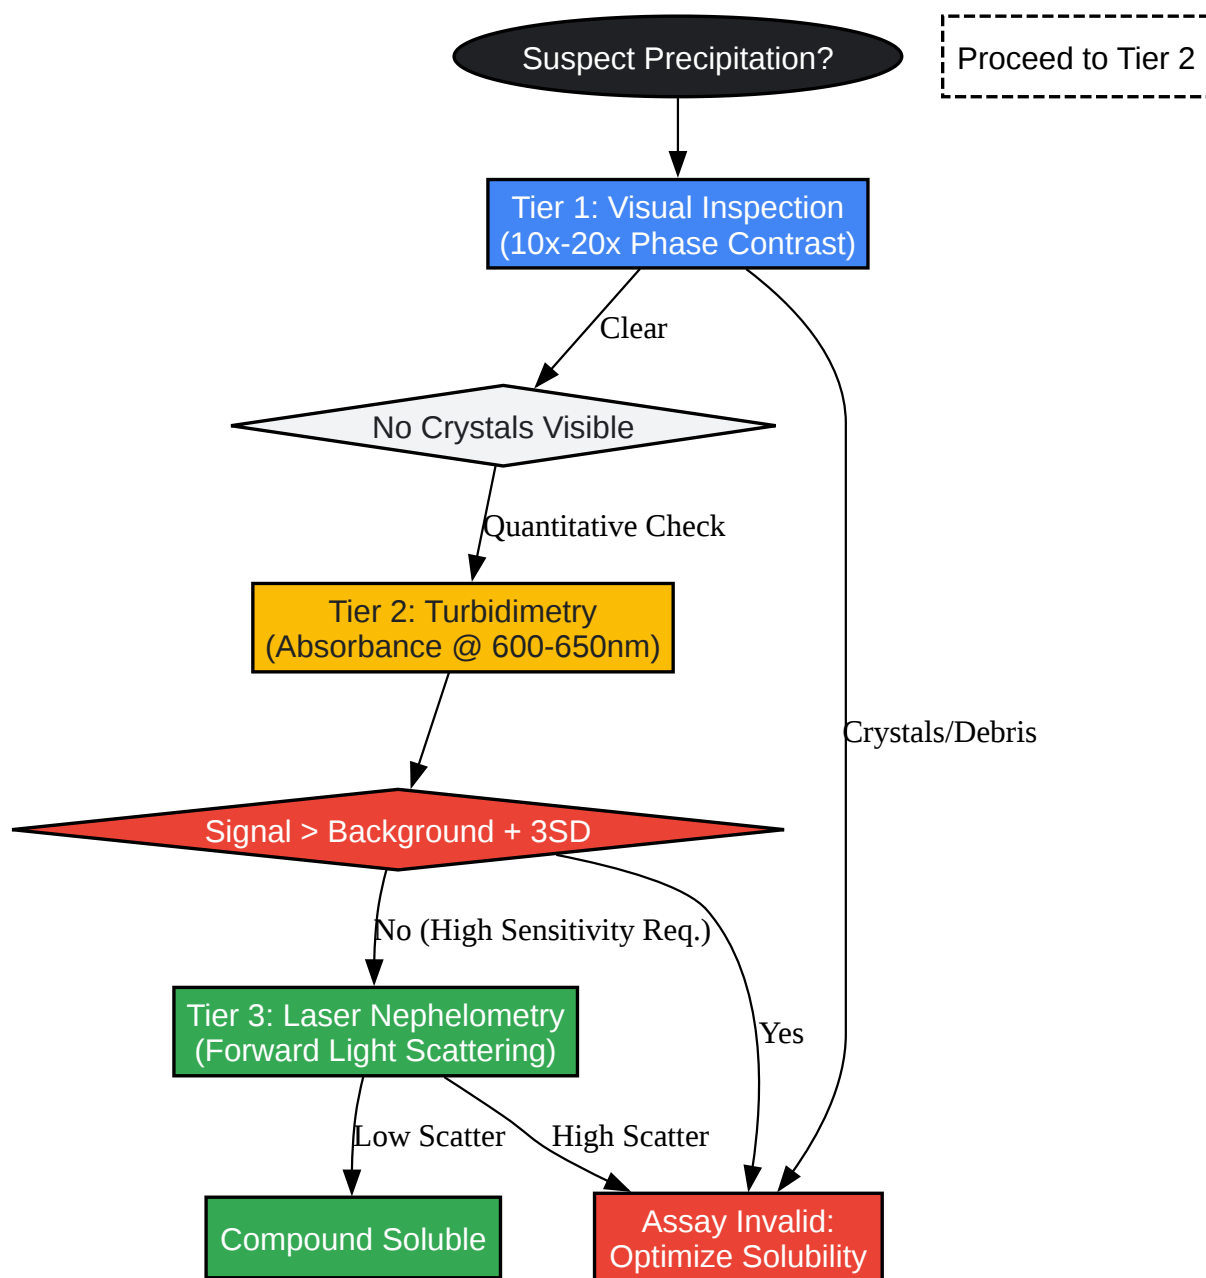 Suspect Precipitation?
Proceed to Tier 2
Tier 1: Visual Inspection
(10x-20x Phase Contrast)
Clear
No Crystals Visible
Quantitative Check
Tier 2: Turbidimetry
(Absorbance @ 600-650nm)
Crystals/Debris
Signal > Background + 3SD
No (High Sensitivity Req.)
Tier 3: Laser Nephelometry
(Forward Light Scattering)
Yes
Low Scatter
High Scatter
Compound Soluble
Assay Invalid:
Optimize Solubility